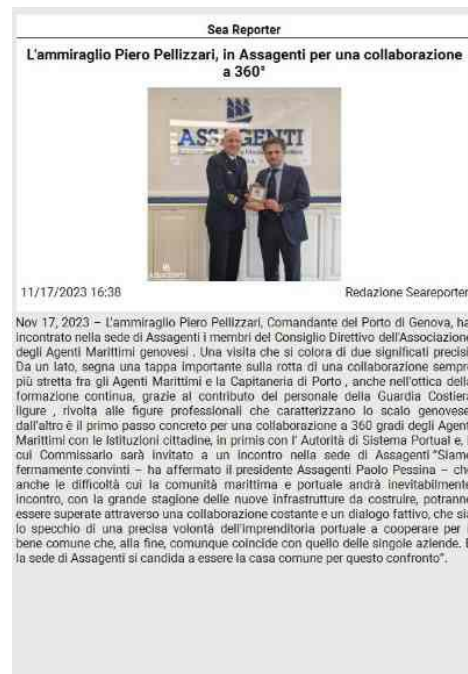 Sea Reporter
L'ammiraglio Piero Pellizzari, in Assagenti per una collaborazione
a 360°
ASSAGENTI
ASSAGENTI
11/17/2023 16:38
Redazione Seareporter
Nov 17, 2023 – L'ammiraglio Piero Pellizzari, Comandante del Porto di Genova, ha
incontrato nella sede di Assagenti i membri del Consiglio Direttivo dell'Associazione
degli Agenti Marittimi genovesi . Una visita che si colora di due significati precisi
Da un lato, segna una tappa importante sulla rotta di una collaborazione sempre
più stretta fra gli Agenti Marittimi e la Capitaneria di Porto , anche nell'ottica della
formazione continua, grazie al contributo del personale della Guardia Costiera
ligure , rivolta alle figure professionali che caratterizzano lo scalo genovese
dall'altro è il primo passo concreto per una collaborazione a 360 gradi degli Agent
Marittimi con le Istituzioni cittadine, in primis con l' Autorità di Sistema Portual e,
cui Commissario sarà invitato a un incontro nella sede di Assagenti "Siamo
fermamente convinti – ha affermato il presidente Assagenti Paolo Pessina – che
anche le difficoltà cui la comunità marittima e portuale andrà inevitabilmente
incontro, con la grande stagione delle nuove infrastrutture da costruire, potranno
essere superate attraverso una collaborazione costante e un dialogo fattivo, che sia
lo specchio di una precisa volontà dell'imprenditoria portuale a cooperare per
bene comune che, alla fine, comunque coincide con quello delle singole aziende. E
la sede di Assagenti si candida a essere la casa comune per questo confronto".